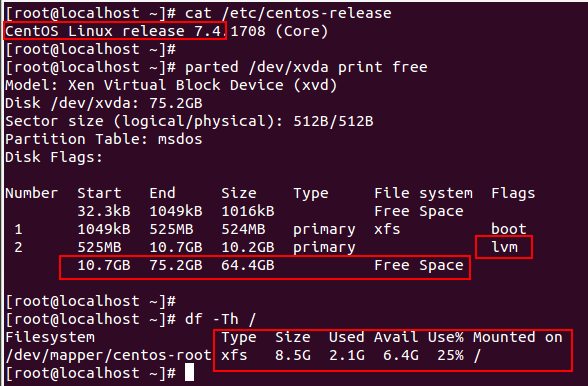 [root@localhost ~]# cat /etc/centos-release
CentOS Linux release 7.4.1708 (Core)
[root@localhost ~]#
[root@localhost ~]# parted /dev/xvda print free
Model: Xen Virtual Block Device (xvd)
Disk /dev/xvda: 75.2GB
Sector size (logical/physical): 512B/512B
Partition Table: msdos
Disk Flags:
Number  Start   End     Size    Type     File system  Flags
        32.3kB  1049kB  1016kB           Free Space
 1      1049kB  525MB   524MB   primary  xfs          boot
 2      525MB   10.7GB  10.2GB  primary               lvm
        10.7GB  75.2GB  64.4GB           Free Space
[root@localhost ~]#
[root@localhost ~]# df -Th /
Filesystem              Type  Size  Used Avail Use% Mounted on
/dev/mapper/centos-root xfs   8.5G  2.1G  6.4G  25% /
[root@localhost ~]#